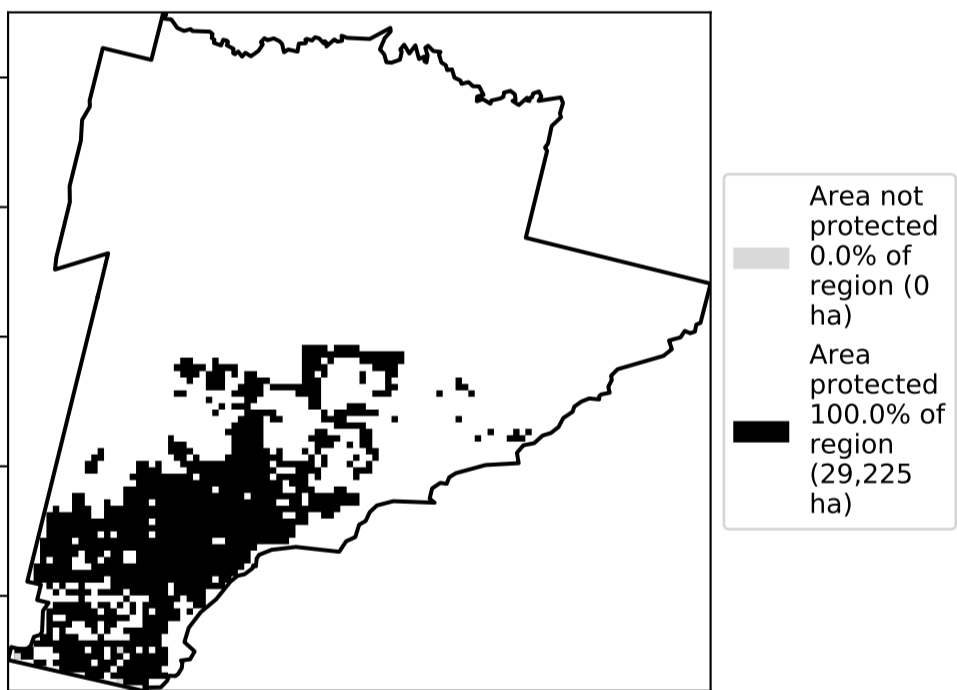 Area not
protected
0.0% of
region (0
ha)
Area
protected
100.0% of
region
(29,225
ha)